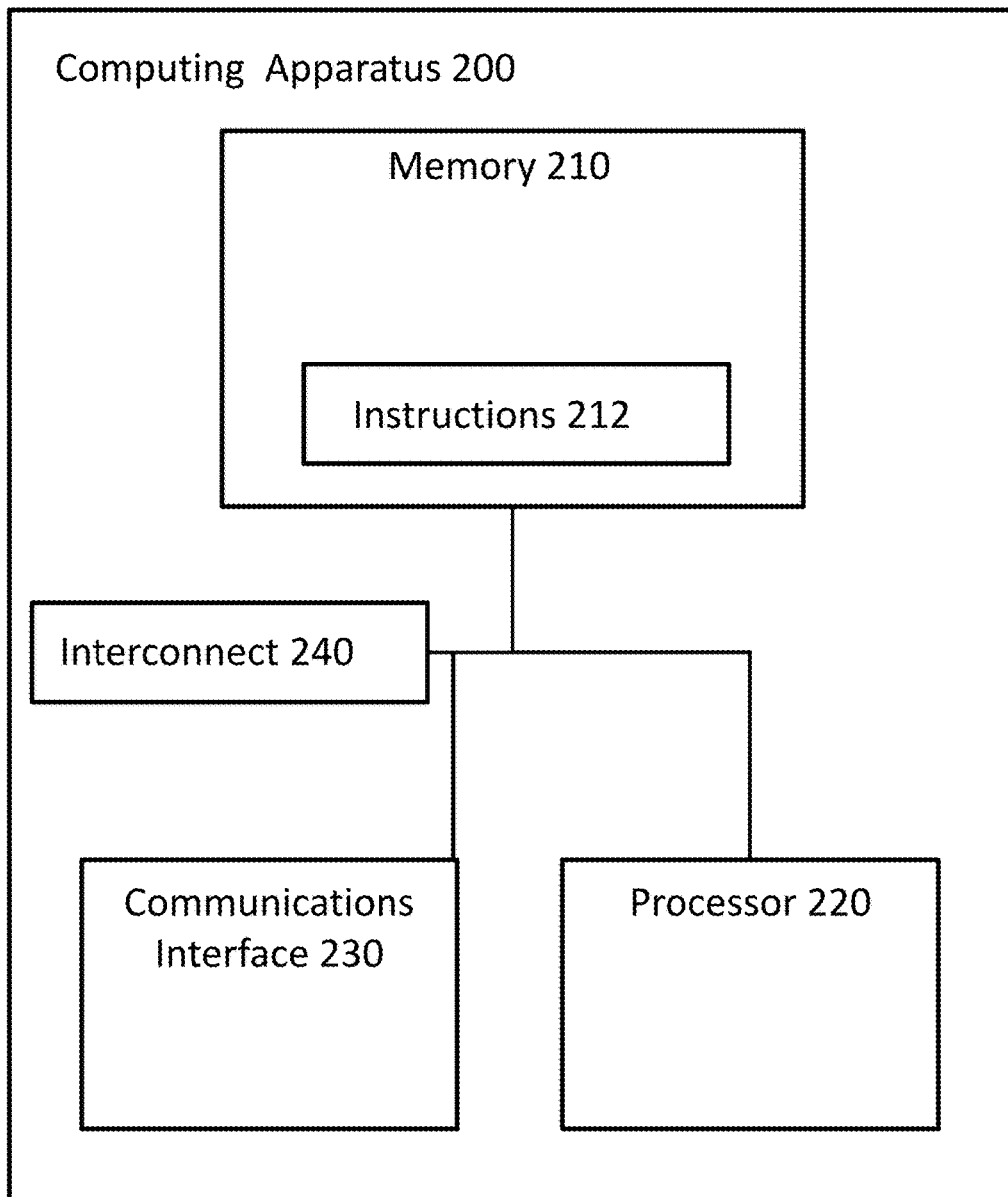 Computing Apparatus 200
Memory 210
Instructions 212
Interconnect 240
Communications
Interface 230
Processor 220